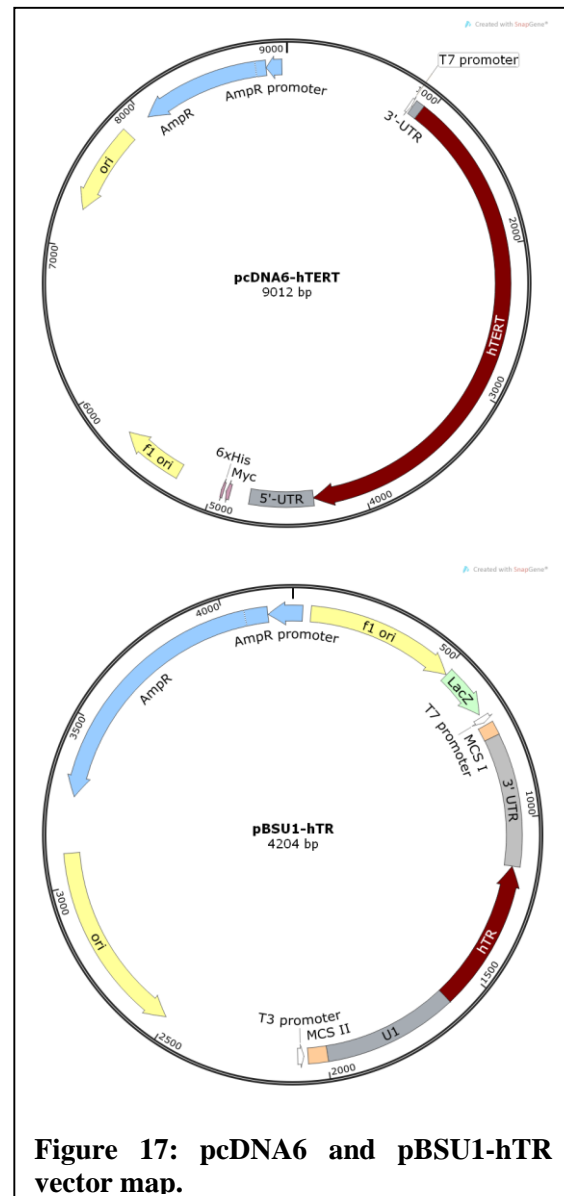 Created with SnapGene®
9000
T7 promoter
1000
3'-UTR
AmpR promoter
AmpR
8000
ori
2000
7000
pcDNA6-hTERT
9012 bp
hTERT
3000
6000
f1 ori
6xHis
Myc
5000
5'-UTR
4000
Created with SnapGene®
4000
AmpR promoter
f1 ori
500
LacZ
AmpR
T7 promoter
MCS I
3500
3' UTR
1000
pBSU1-hTR
4204 bp
3000
ori
hTR
1500
T3 promoter
MCS II
U1
2500
2000
Figure 17: pcDNA6 and pBSU1-hTR
vector map.